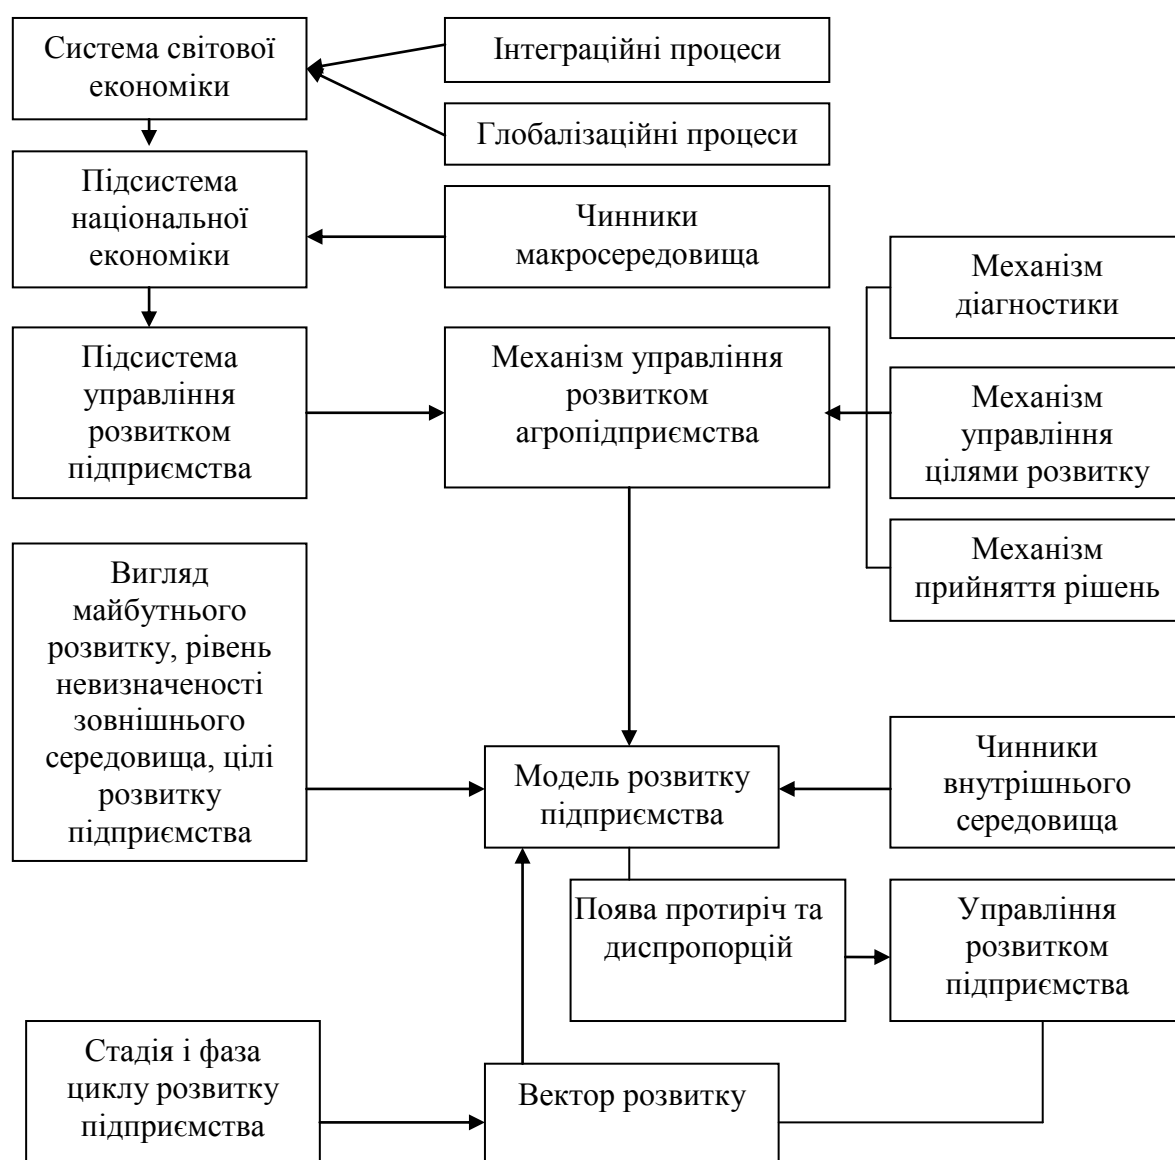 Система світової
економіки
Інтеграційні процеси
Глобалізаційні процеси
Підсистема
національної
економіки
Чинники
макросередовища
Механізм
діагностики
Підсистема
управління
розвитком
підприємства
Механізм управління
розвитком
агропідприємства
Механізм
управління
цілями розвитку
Механізм
прийняття рішень
Вигляд
майбутнього
розвитку, рівень
невизначеності
зовнішнього
середовища, цілі
розвитку
підприємства
Модель розвитку
підприємства
Чинники
внутрішнього
середовища
Поява протиріч та
диспропорцій
Управління
розвитком
підприємства
Стадія і фаза
циклу розвитку
підприємства
Вектор розвитку